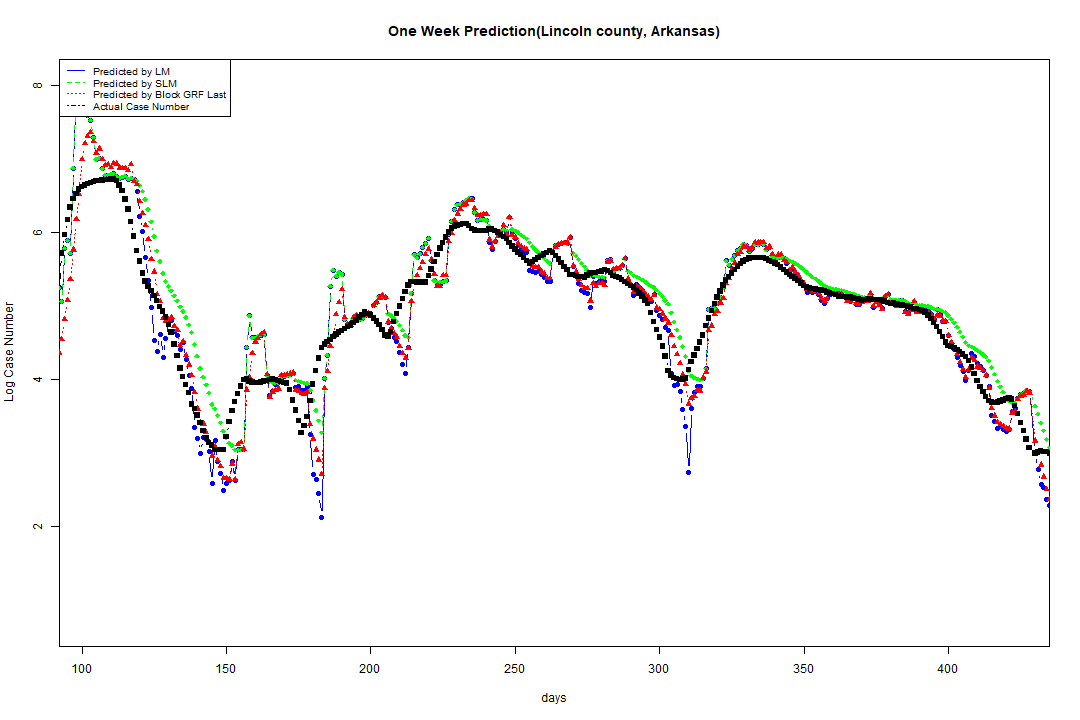 One Week Prediction(Lincoln county, Arkansas)
Predicted by LM
Predicted by SLM
Predicted by Block GRF Last
Actual Case Number
8
6
4
2
Log Case Number
100 150 200 250 300 350 400
days